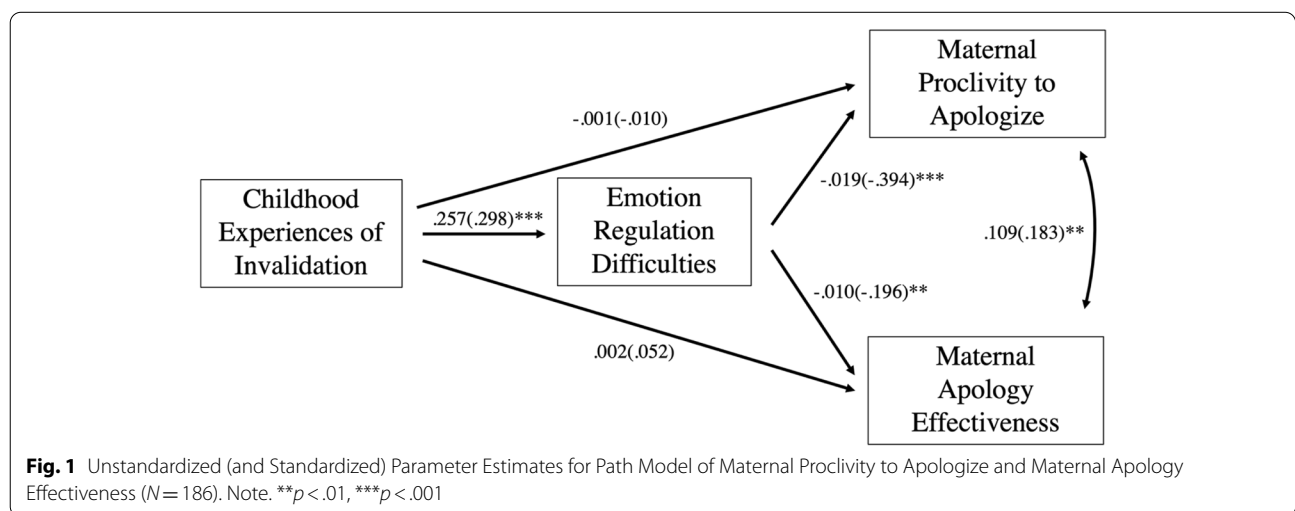 Maternal
Proclivity to
Apologize
-.001(-.010)
-.019(-.394)***
Childhood
Experiences of
Invalidation
.257(.298)***
Emotion
Regulation
Difficulties
.109(.183)**
-.010(-.196)**
.002(.052)
Maternal
Apology
Effectiveness
Fig. 1 Unstandardized (and Standardized) Parameter Estimates for Path Model of Maternal Proclivity to Apologize and Maternal Apology
Effectiveness (N = 186). Note. **p < .01, ***p < .001